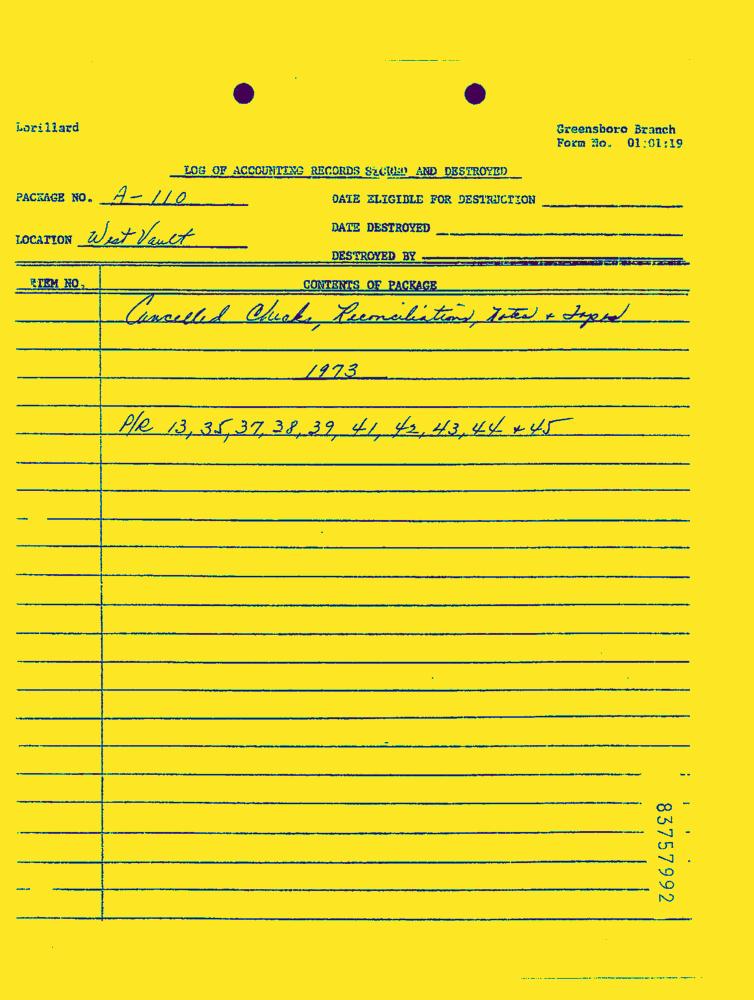 Lorillard
Greensboro Branch
Form No. 01:01:19
LOG OF ACCOUNTING RECORDS STORED AND DESTROYED
PACKAGE NO. A-110
DATE ELIGIBLE FOR DESTRUCTION
DATE DESTROYED
LOCATION West Vault
DESTROYED BY
ITEM NO. CONTENTS OF PACKAGE
Cancelled Checks, Reconciliations, Notes + Tapes
1973
P/R 13, 35, 37, 38, 39, 41, 42, 43, 44 + 45
83757992